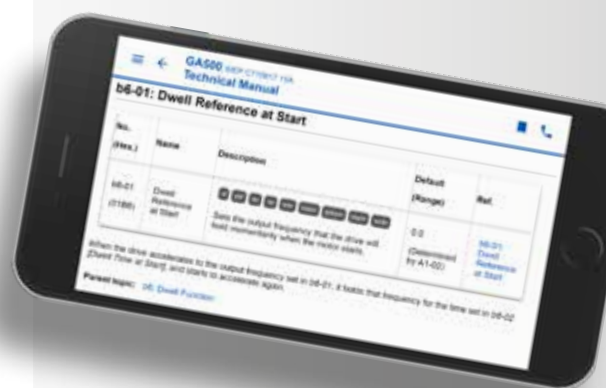 GA500
Technical Manual
b6-01: Dwell Reference at Start
No.
(Hex.)
Name
Description
Default
(Range)
Ref.
b6-01
(01B6)
Dwell
Reference
at Start
Sets the output frequency that the drive will
hold momentarily when the motor starts.
0.0
(Determined
by A1-02)
b6-01
Dwell
Reference
at Start
When the drive accelerates to the output frequency set in b6-01, it holds that frequency for the time set in b6-02
[Dwell Time at Start] and starts to accelerate again.
Parent topic: b6: Dwell Function